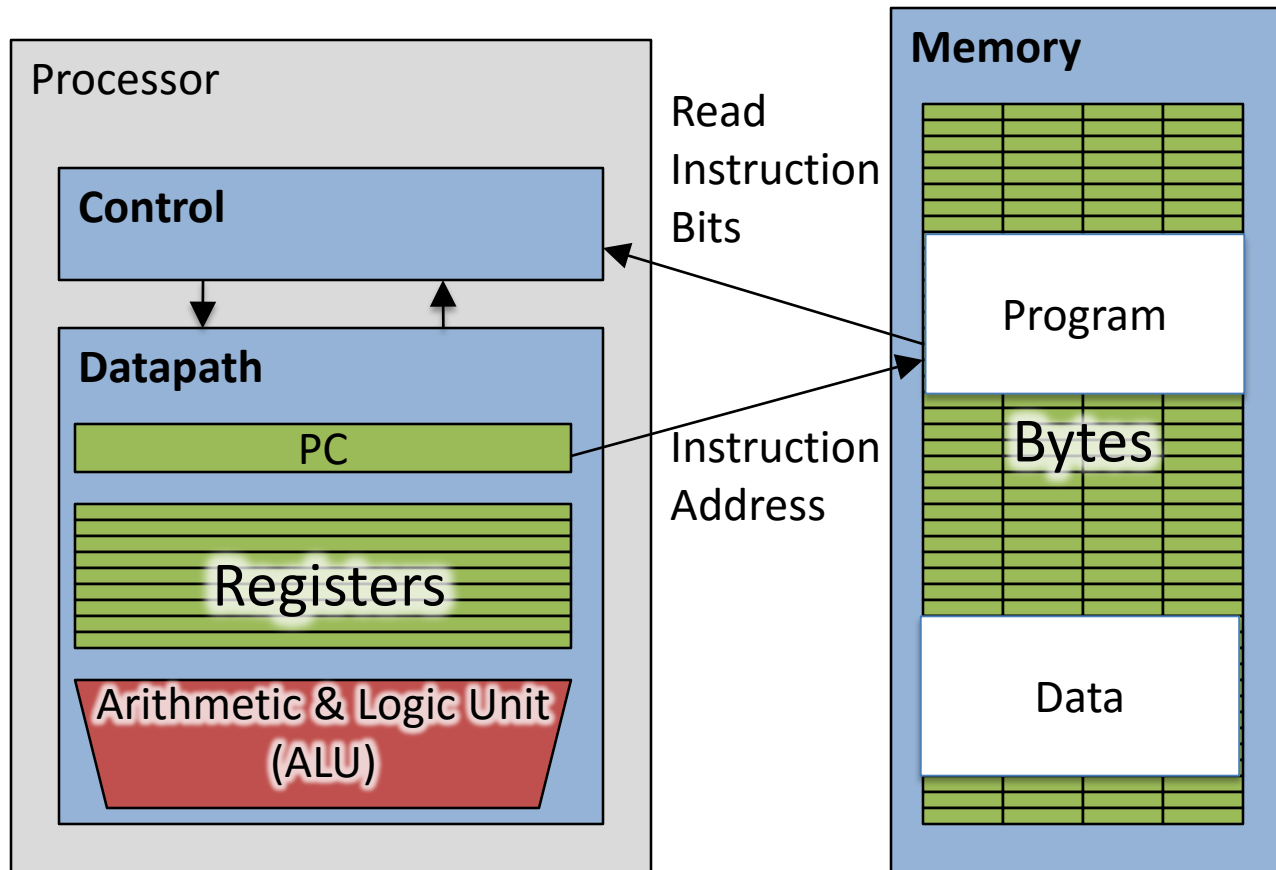 Processor
Control
Datapath
PC
Registers
Arithmetic & Logic Unit
(ALU)
Read
Instruction
Bits
Instruction
Address
Memory
Program
Bytes
Data